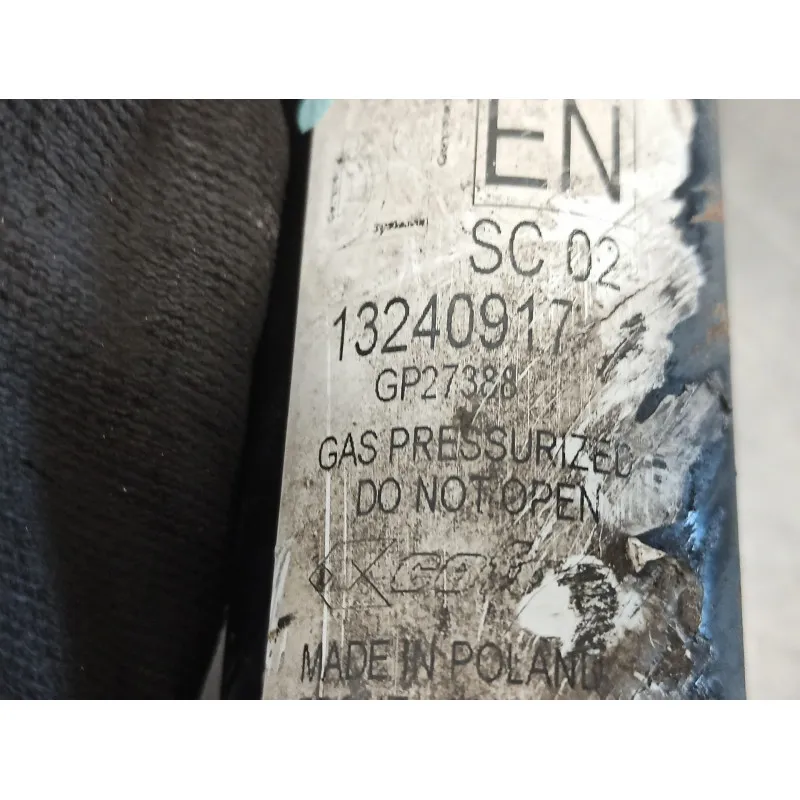 EN
SC 02
13240917
GP27388
GAS PRESSURIZED
DO NOT OPEN
MADE IN POLAND